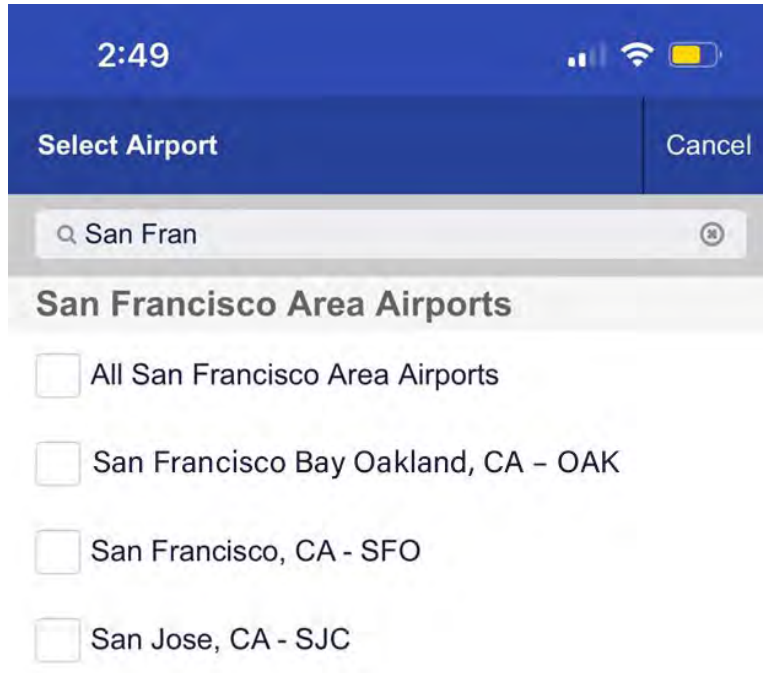 2:49
Select Airport
Cancel
San Fran
San Francisco Area Airports
All San Francisco Area Airports
San Francisco Bay Oakland, CA – OAK
San Francisco, CA - SFO
San Jose, CA - SJC